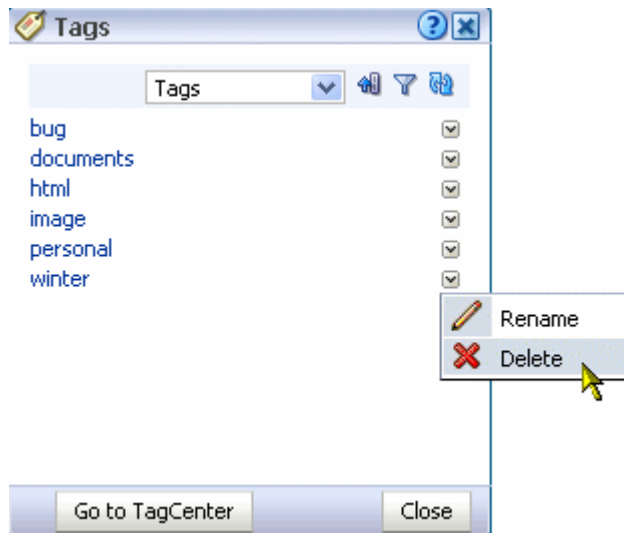 Tags
Tags
bug
documents
html
image
personal
winter
Rename
Delete
Go to TagCenter Close